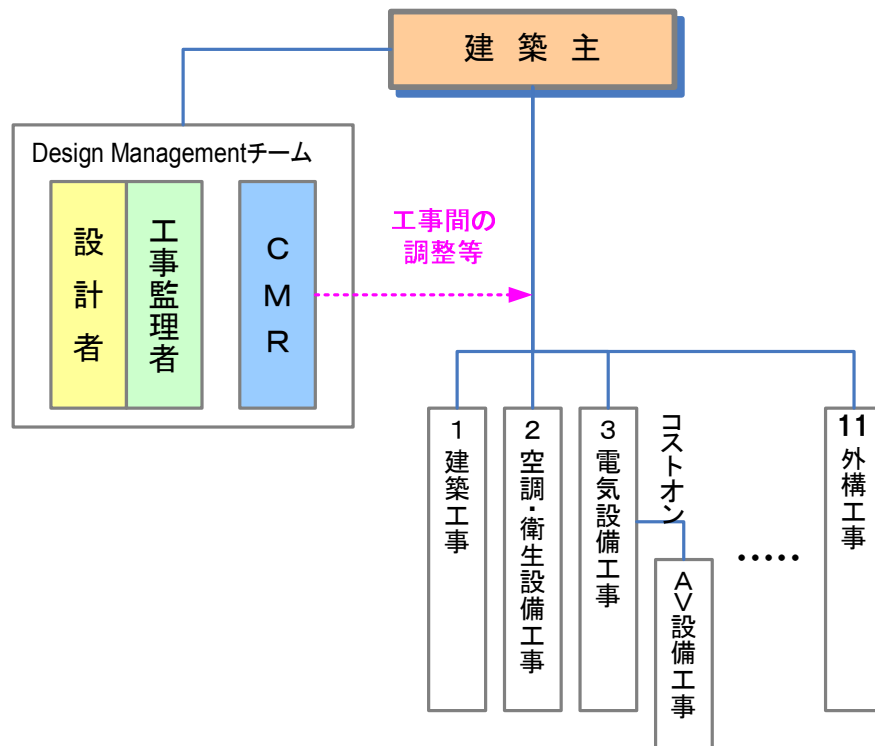 建 築 主
Design Managementチーム
設計者
工事監理者
CMR
工事間の
調整等
1 建築工事
2 空調・衛生設備工事
3 電気設備工事
コストオン
AV設備工事
・・・・・
11 外構工事